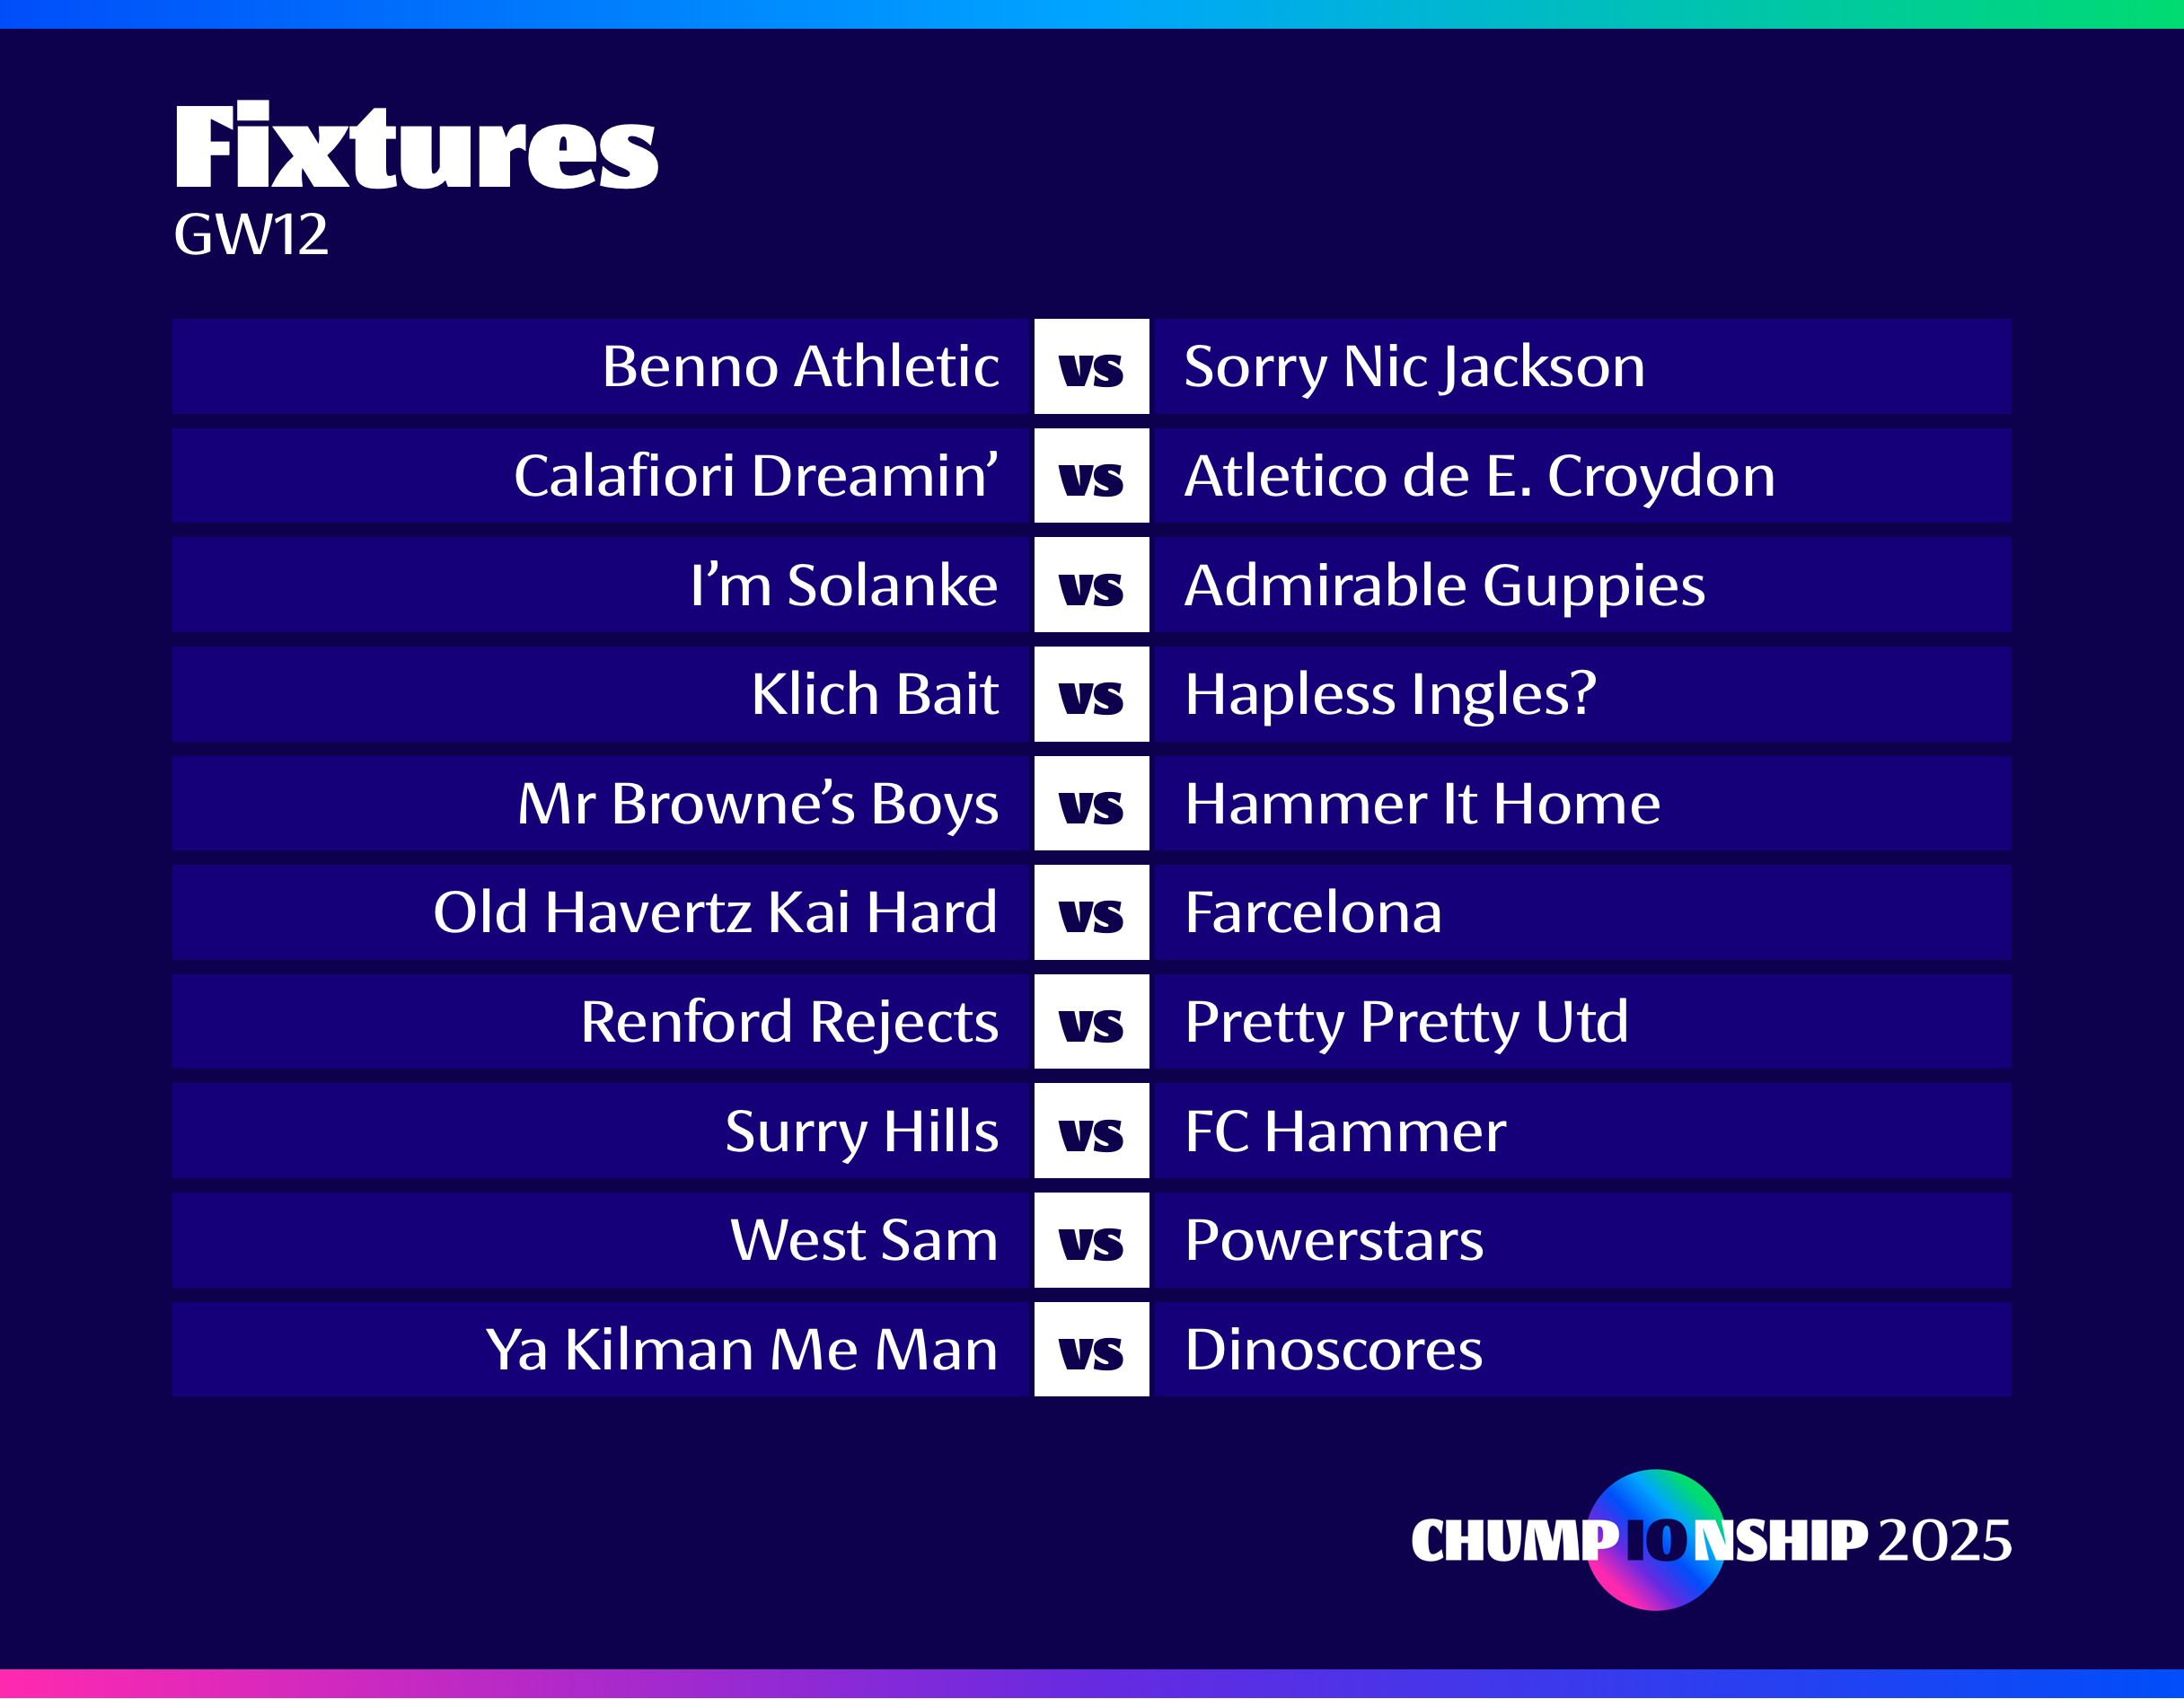 Fixtures
GW12
Benno Athletic vs Sorry Nic Jackson
Calafiori Dreamin’ vs Atletico de E. Croydon
I’m Solanke vs Admirable Guppies
Klich Bait vs Hapless Ingles?
Mr Browne’s Boys vs Hammer It Home
Old Havertz Kai Hard vs Farcelona
Renford Rejects vs Pretty Pretty Utd
Surry Hills vs FC Hammer
West Sam vs Powerstars
Ya Kilman Me Man vs Dinoscores
CHUMPIONSHIP 2025